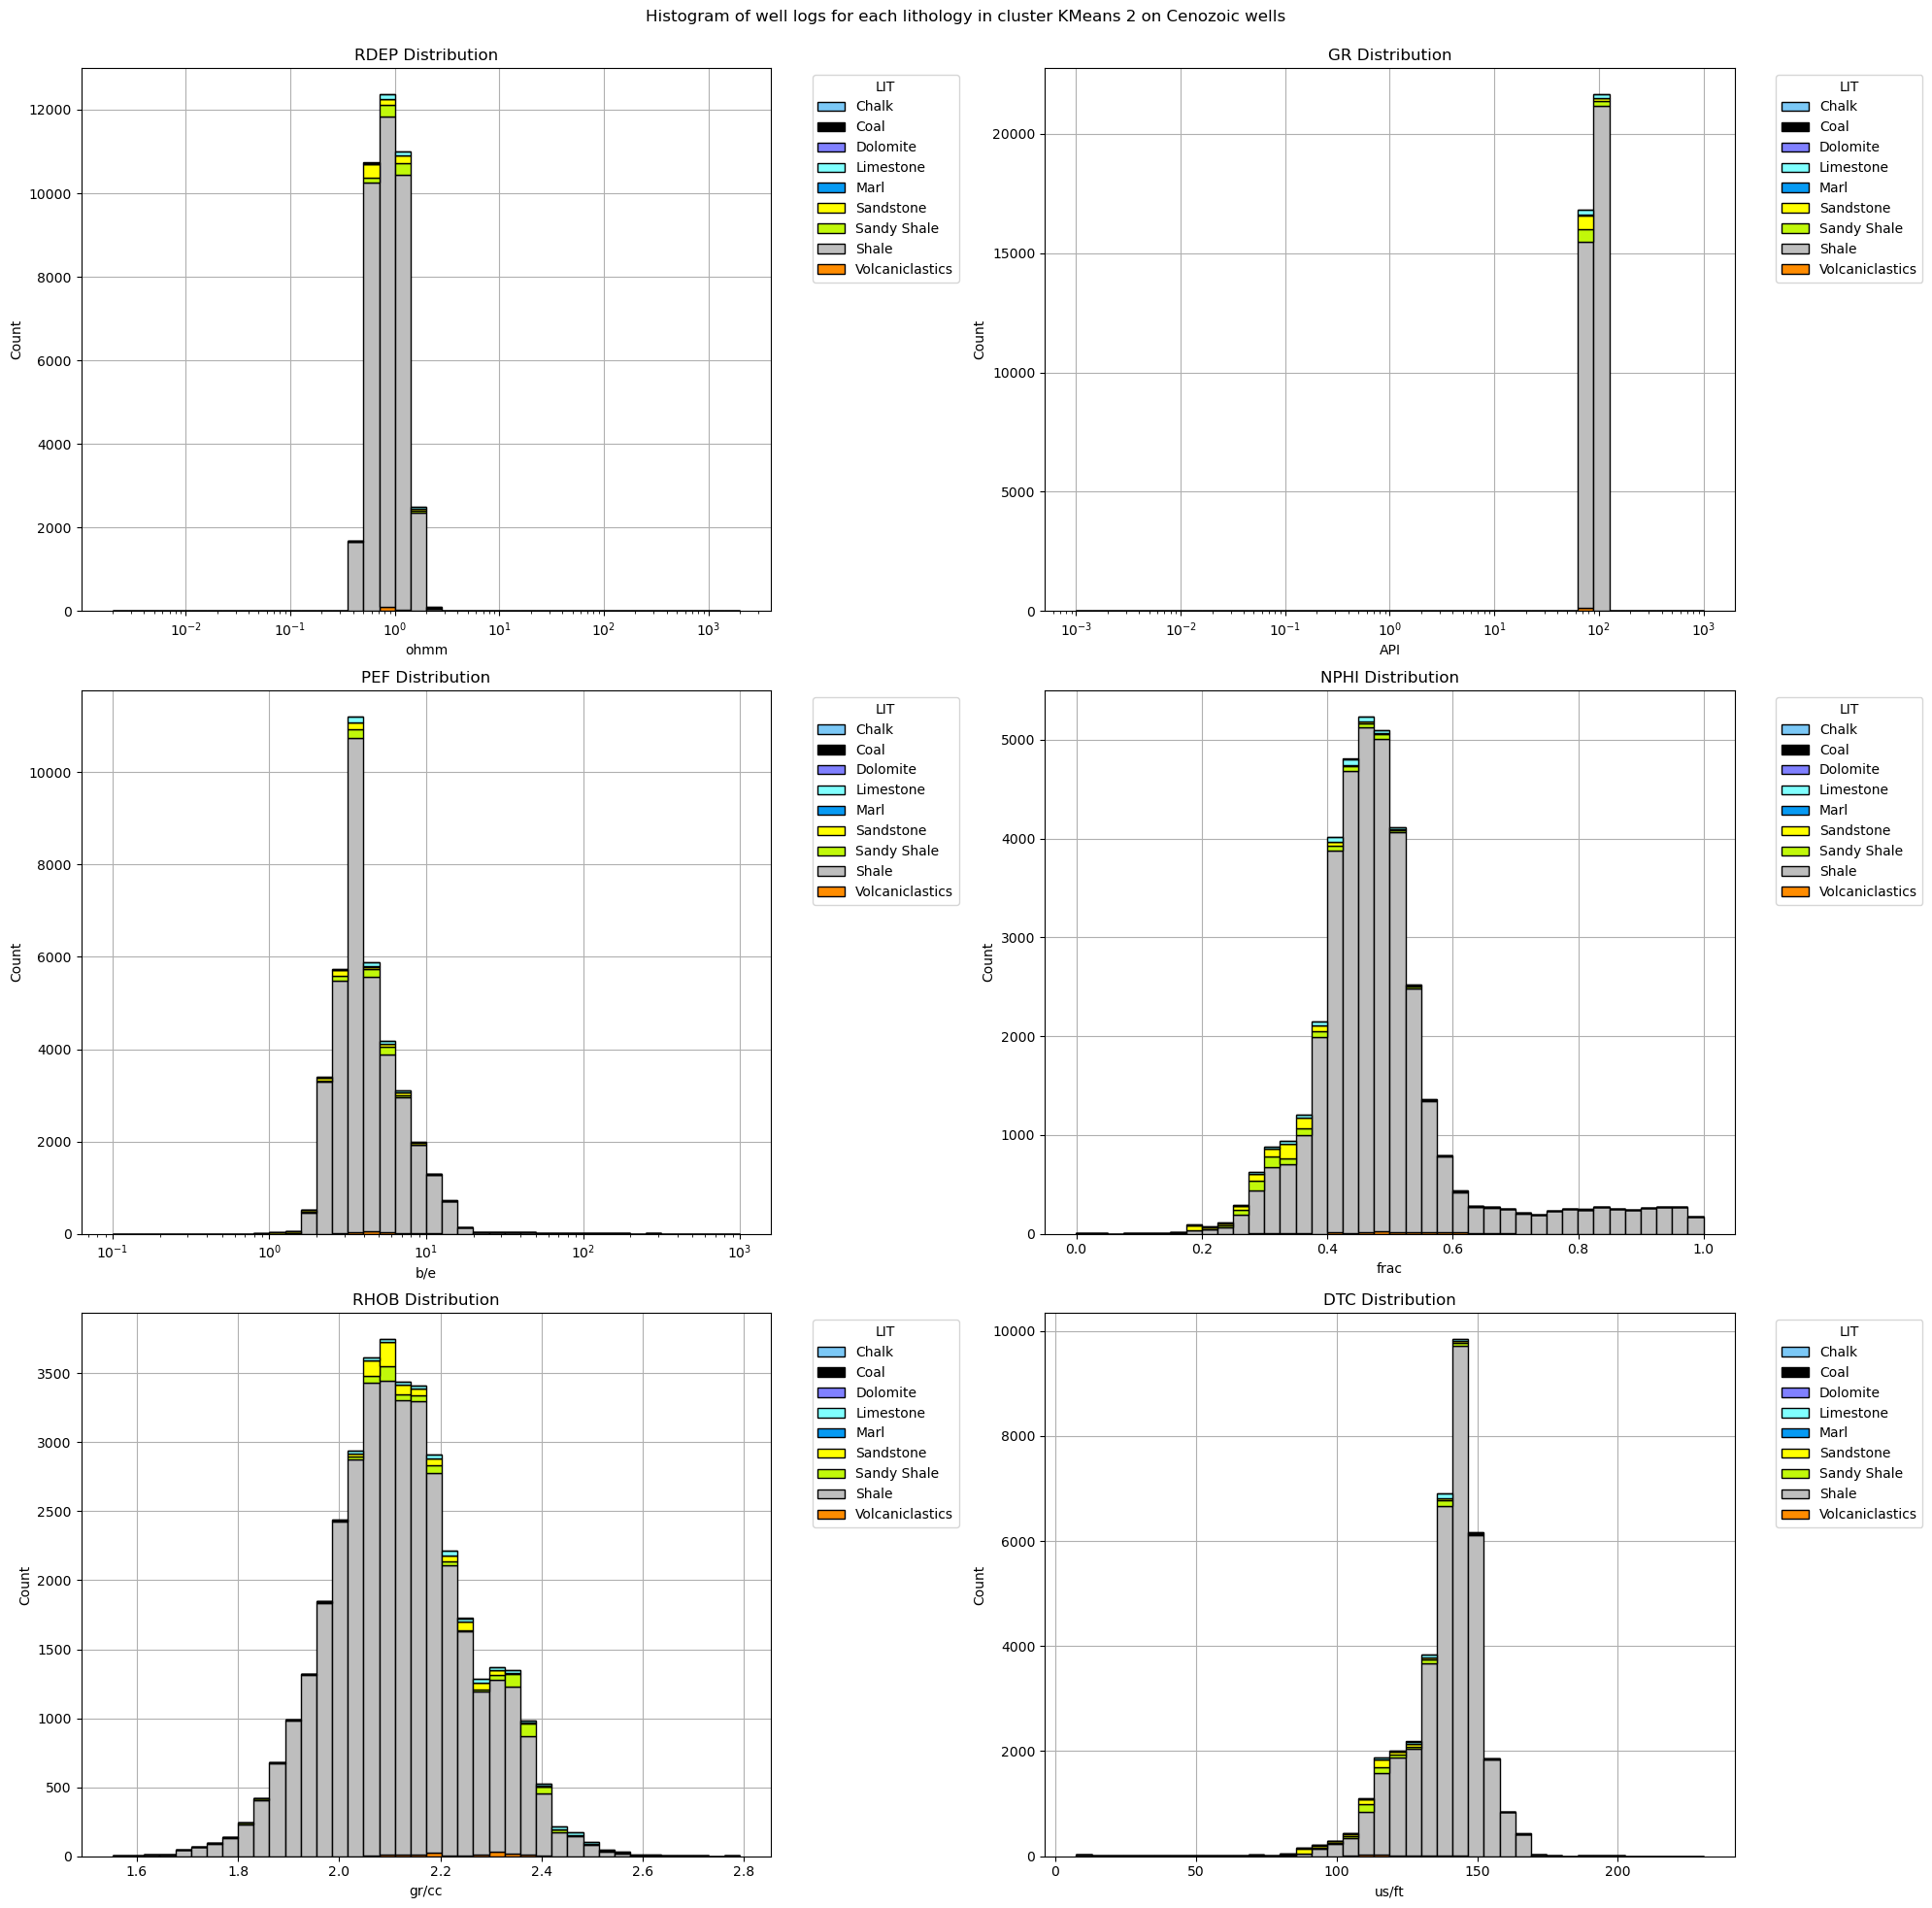 Histogram of well logs for each lithology in cluster KMeans 2 on Cenozoic wells
RDEP Distribution
Count
12000
10000
8000
6000
4000
2000
0
10⁻² 10⁻¹ 10⁰ 10¹ 10² 10³
ohmm
LIT
Chalk
Coal
Dolomite
Limestone
Marl
Sandstone
Sandy Shale
Shale
Volcaniclastics
GR Distribution
Count
20000
15000
10000
5000
0
10⁻³ 10⁻² 10⁻¹ 10⁰ 10¹ 10² 10³
API
LIT
Chalk
Coal
Dolomite
Limestone
Marl
Sandstone
Sandy Shale
Shale
Volcaniclastics
PEF Distribution
Count
10000
8000
6000
4000
2000
0
10⁻¹ 10⁰ 10¹ 10² 10³
b/e
LIT
Chalk
Coal
Dolomite
Limestone
Marl
Sandstone
Sandy Shale
Shale
Volcaniclastics
NPHI Distribution
Count
5000
4000
3000
2000
1000
0
0.0 0.2 0.4 0.6 0.8 1.0
frac
LIT
Chalk
Coal
Dolomite
Limestone
Marl
Sandstone
Sandy Shale
Shale
Volcaniclastics
RHOB Distribution
Count
3500
3000
2500
2000
1500
1000
500
0
1.6 1.8 2.0 2.2 2.4 2.6 2.8
gr/cc
LIT
Chalk
Coal
Dolomite
Limestone
Marl
Sandstone
Sandy Shale
Shale
Volcaniclastics
DTC Distribution
Count
10000
8000
6000
4000
2000
0
0 50 100 150 200
us/ft
LIT
Chalk
Coal
Dolomite
Limestone
Marl
Sandstone
Sandy Shale
Shale
Volcaniclastics